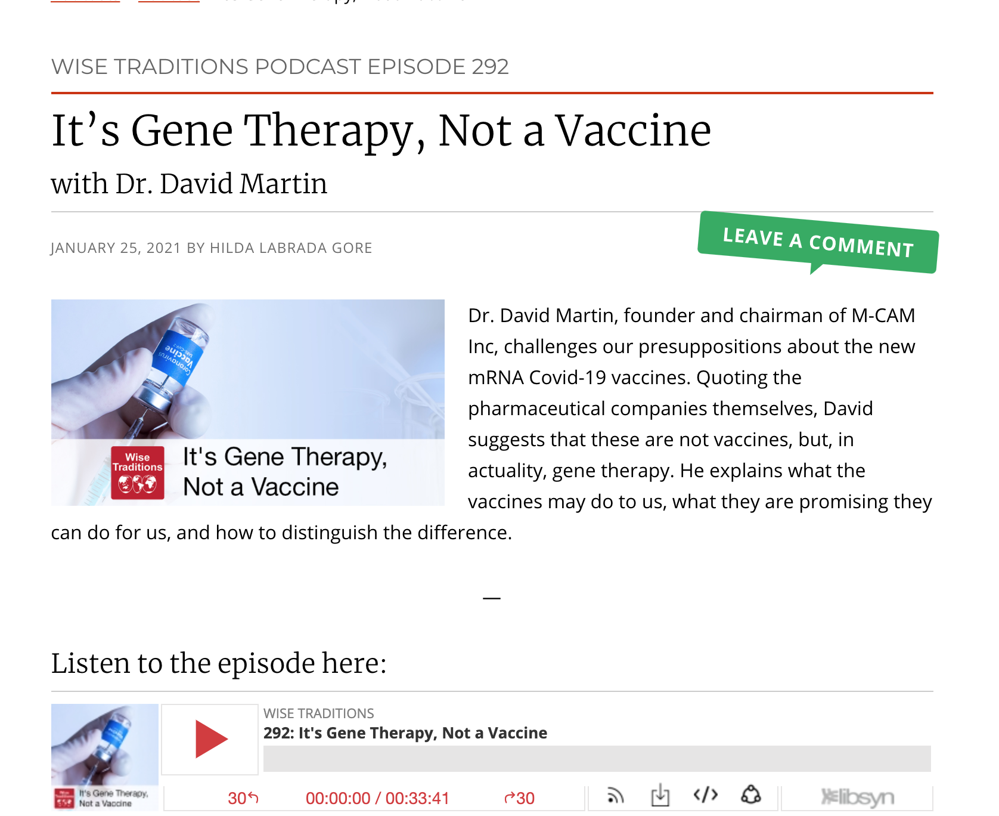 WISE TRADITIONS PODCAST EPISODE 292
It’s Gene Therapy, Not a Vaccine
with Dr. David Martin
LEAVE A COMMENT
JANUARY 25, 2021 BY HILDA LABRADA GORE
Coronavirus
Vaccine
SARS-CoV-2
Wise
Traditions
It's Gene Therapy,
Not a Vaccine
Dr. David Martin, founder and chairman of M-CAM
Inc, challenges our presuppositions about the new
mRNA Covid-19 vaccines. Quoting the
pharmaceutical companies themselves, David
suggests that these are not vaccines, but, in
actuality, gene therapy. He explains what the
vaccines may do to us, what they are promising they
can do for us, and how to distinguish the difference.
—
Listen to the episode here:
WISE TRADITIONS
292: It's Gene Therapy, Not a Vaccine
It's Gene Therapy,
Not a Vaccine
30 00:00:00 / 00:33:41 30
libsyn